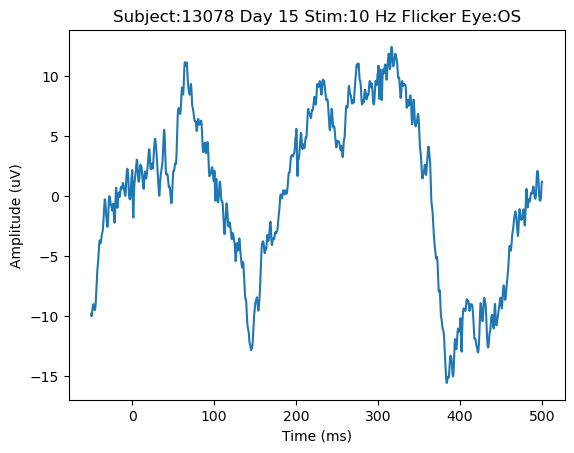 Subject:13078 Day 15 Stim:10 Hz Flicker Eye:OS
Amplitude (uV)
10
5
0
−5
−10
−15
0 100 200 300 400 500
Time (ms)